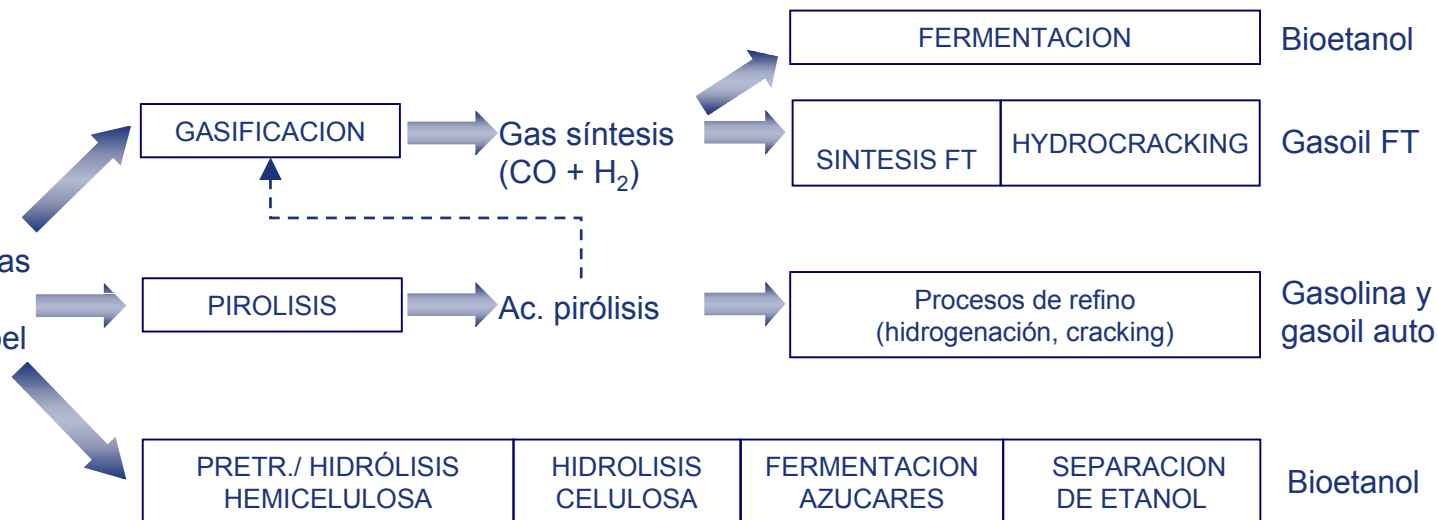 FERMENTACION
Bioetanol
GASIFICACION
Gas síntesis
(CO + H₂)
SINTESIS FT
HYDROCRACKING
Gasoil FT
as
PIROLISIS
Ac. pirólisis
Procesos de refino
(hidrogenación, cracking)
Gasolina y
gasoil auto
el
PRETR./ HIDRÓLISIS
HEMICELULOSA
HIDROLISIS
CELULOSA
FERMENTACION
AZUCARES
SEPARACION
DE ETANOL
Bioetanol